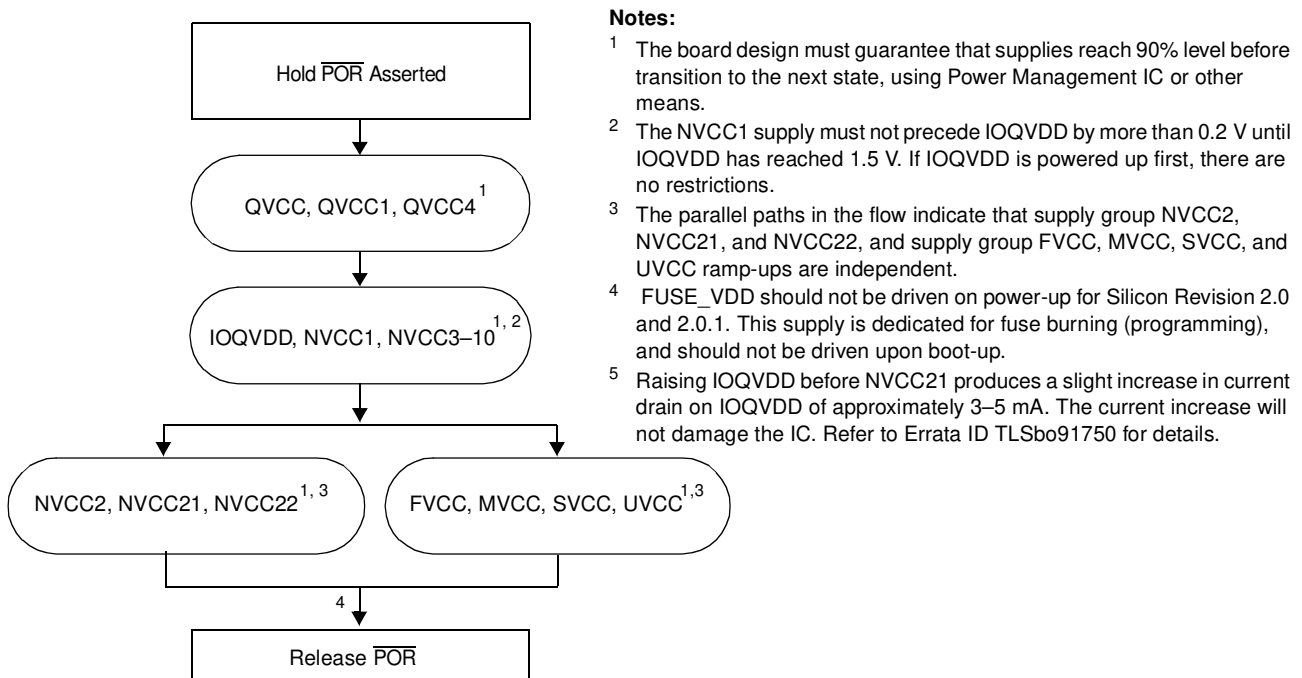 Hold POR Asserted
QVCC, QVCC1, QVCC4 1
IOQVDD, NVCC1, NVCC3–10 1, 2
NVCC2, NVCC21, NVCC22 1, 3
FVCC, MVCC, SVCC, UVCC 1,3
4
Release POR
Notes:
1 The board design must guarantee that supplies reach 90% level before
transition to the next state, using Power Management IC or other
means.
2 The NVCC1 supply must not precede IOQVDD by more than 0.2 V until
IOQVDD has reached 1.5 V. If IOQVDD is powered up first, there are
no restrictions.
3 The parallel paths in the flow indicate that supply group NVCC2,
NVCC21, and NVCC22, and supply group FVCC, MVCC, SVCC, and
UVCC ramp-ups are independent.
4 FUSE_VDD should not be driven on power-up for Silicon Revision 2.0
and 2.0.1. This supply is dedicated for fuse burning (programming),
and should not be driven upon boot-up.
5 Raising IOQVDD before NVCC21 produces a slight increase in current
drain on IOQVDD of approximately 3–5 mA. The current increase will
not damage the IC. Refer to Errata ID TLSbo91750 for details.